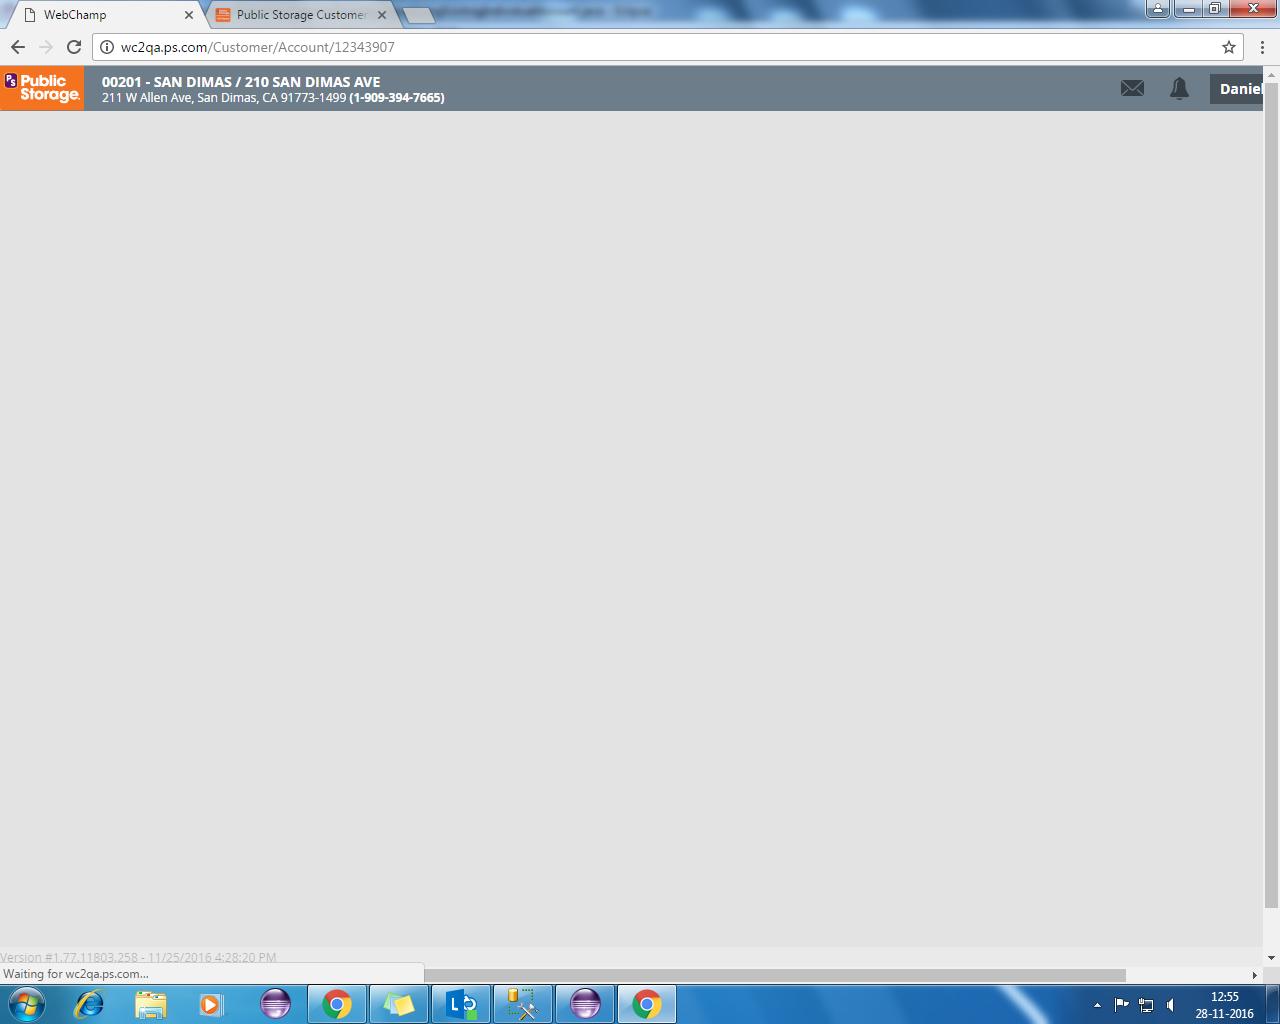 WebChamp
Public Storage Customer
wc2qa.ps.com/Customer/Account/12343907
PS Public
Storage.
00201 - SAN DIMAS / 210 SAN DIMAS AVE
211 W Allen Ave, San Dimas, CA 91773-1499 (1-909-394-7665)
Daniel
Version #1.77.11803.258 - 11/25/2016 4:28:20 PM
Waiting for wc2qa.ps.com...
12:55
28-11-2016